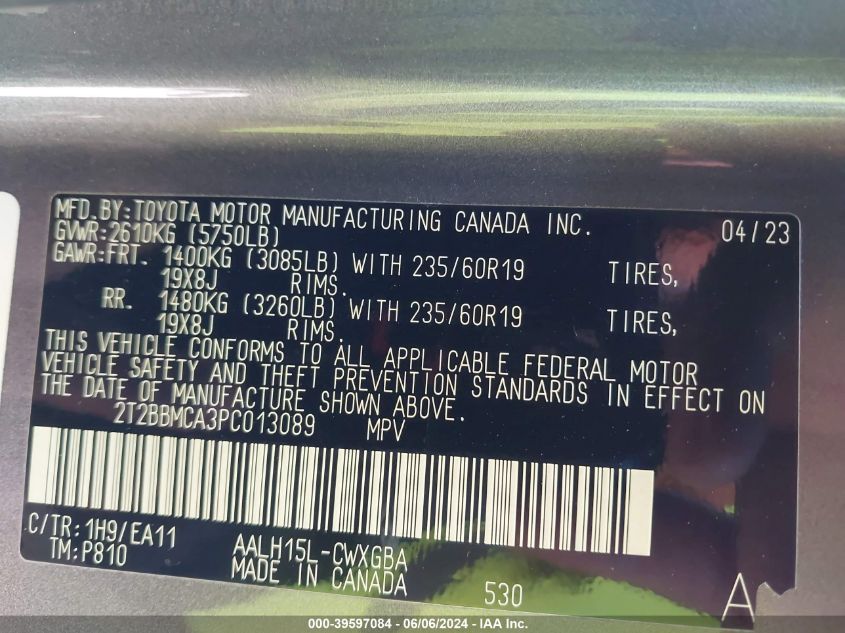 MFD.BY:TOYOTA MOTOR MANUFACTURING CANADA INC. 04/23
GVWR:2610KG (5750LB)
GAWR:FRT. 1400KG (3085LB) WITH 235/60R19 TIRES,
19X8J RIMS.
RR. 1480KG (3260LB) WITH 235/60R19 TIRES,
19X8J RIMS.
THIS VEHICLE CONFORMS TO ALL APPLICABLE FEDERAL MOTOR
VEHICLE SAFETY AND THEFT PREVENTION STANDARDS IN EFFECT ON
THE DATE OF MANUFACTURE SHOWN ABOVE.
2T2BBMCA3PC013089 MPV
C/TR:1H9/EA11 AALH15L-CWXGBA
TM:P810 MADE IN CANADA 530 A
000-39597084 - 06/06/2024 - IAA Inc.